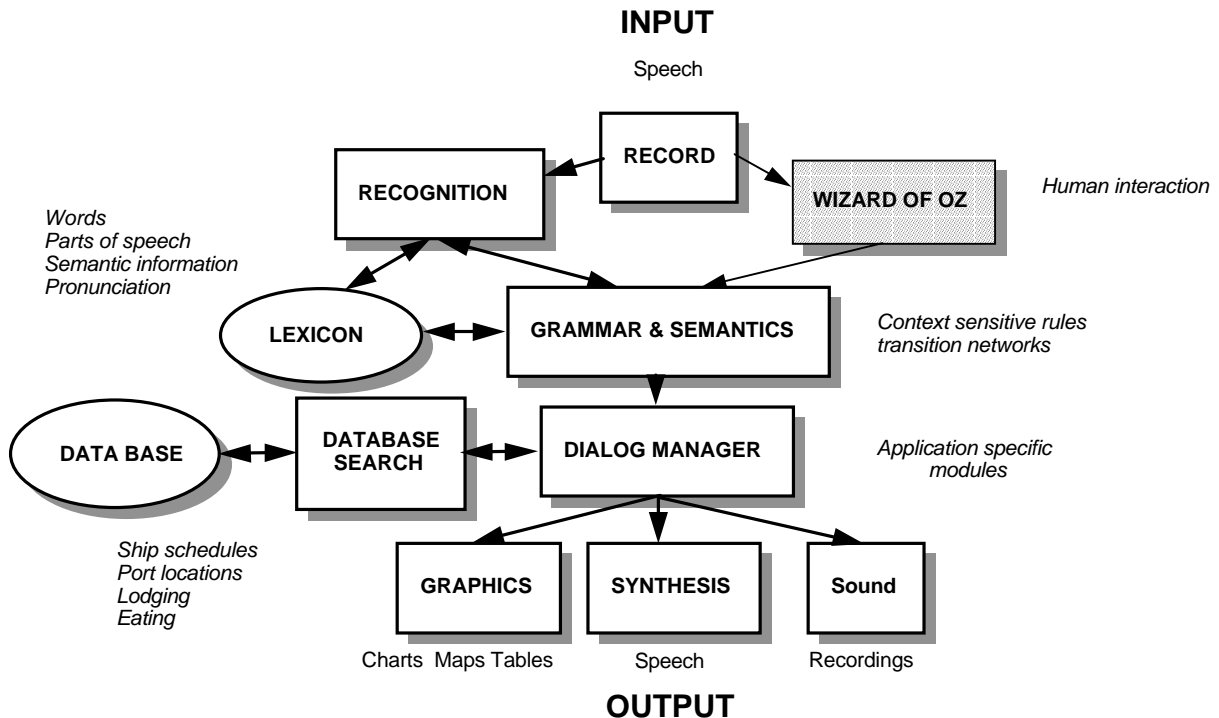 INPUT
Speech
RECORD
RECOGNITION
WIZARD OF OZ
Human interaction
Words
Parts of speech
Semantic information
Pronunciation
LEXICON
GRAMMAR & SEMANTICS
Context sensitive rules
transition networks
DATA BASE
DATABASE
SEARCH
DIALOG MANAGER
Application specific
modules
Ship schedules
Port locations
Lodging
Eating
GRAPHICS
SYNTHESIS
Sound
Charts Maps Tables
Speech
Recordings
OUTPUT